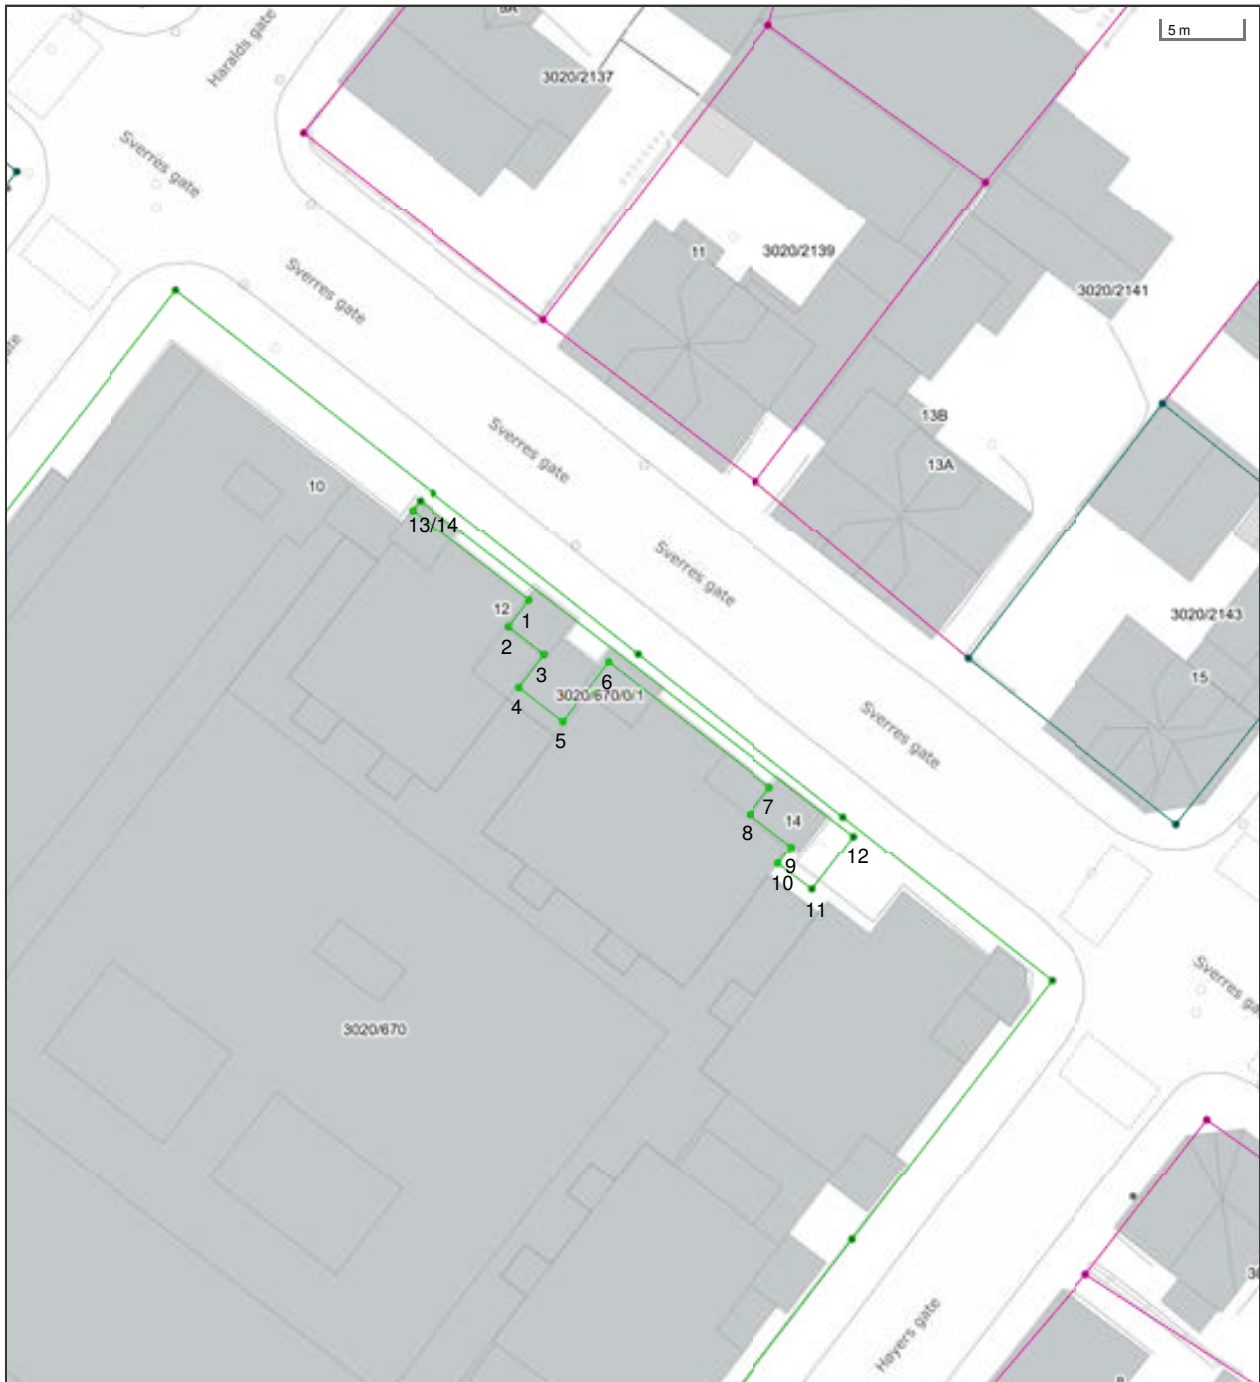 9A
5 m
Haralds gate
3020/2137
Sverres gate
11
3020/2139
Sverres gate
3020/2141
13B
Sverres gate
13A
10
13/14
Sverres gate
12
1
2
3
6
3020/2143
3020/670/0/1
4
15
5
Sverres gate
7
8
14
12
9
10
11
3020/670
Høyers gate